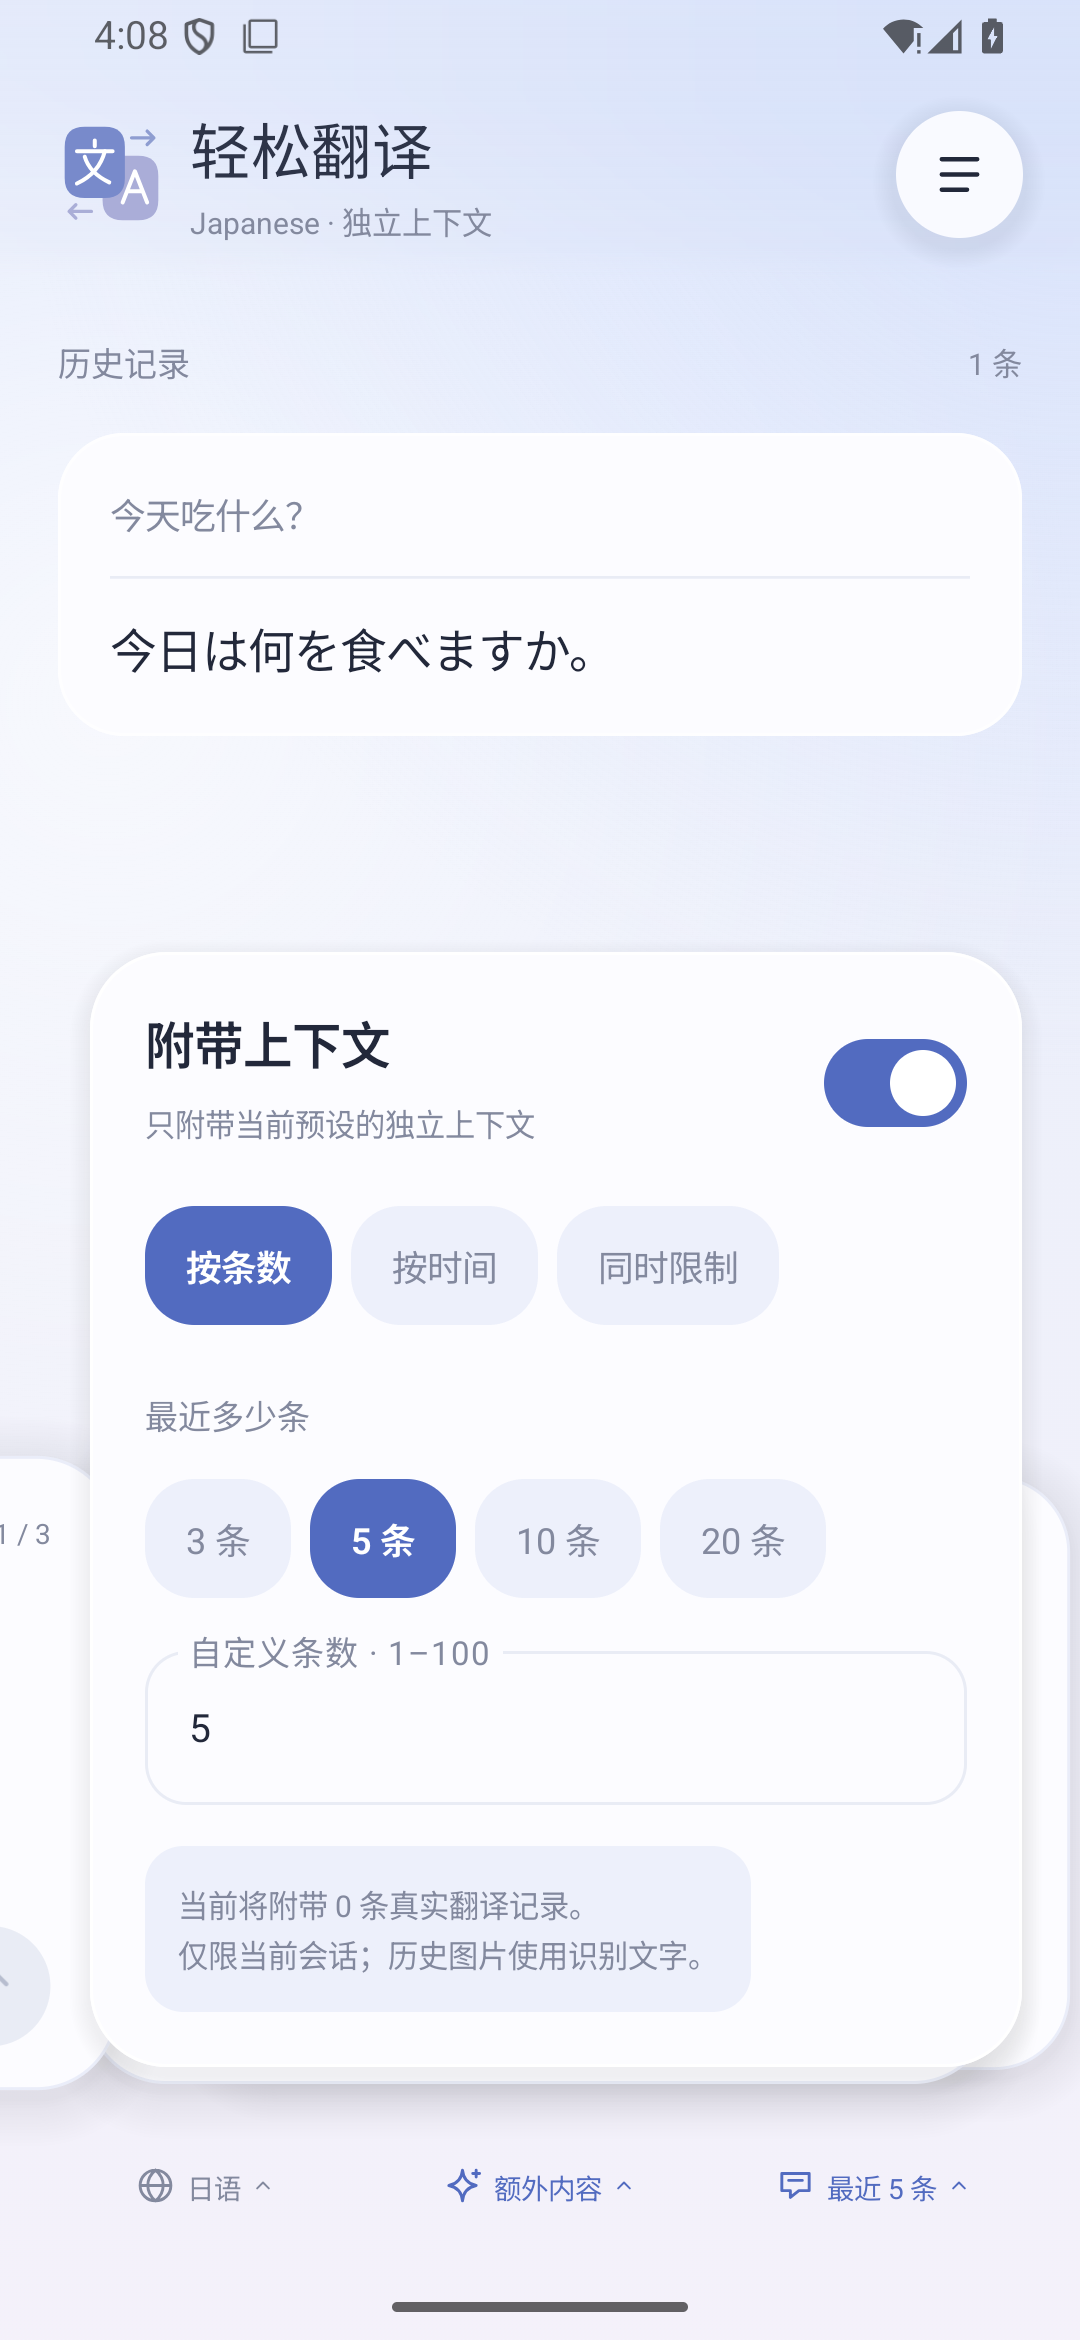 4:08
文
A
轻松翻译
Japanese · 独立上下文
历史记录
1 条
今天吃什么？
今日は何を食べますか。
附带上下文
只附带当前预设的独立上下文
按条数
按时间
同时限制
最近多少条
1 / 3
3 条
5 条
10 条
20 条
自定义条数 · 1–100
5
当前将附带 0 条真实翻译记录。
仅限当前会话；历史图片使用识别文字。
日语
额外内容
最近 5 条